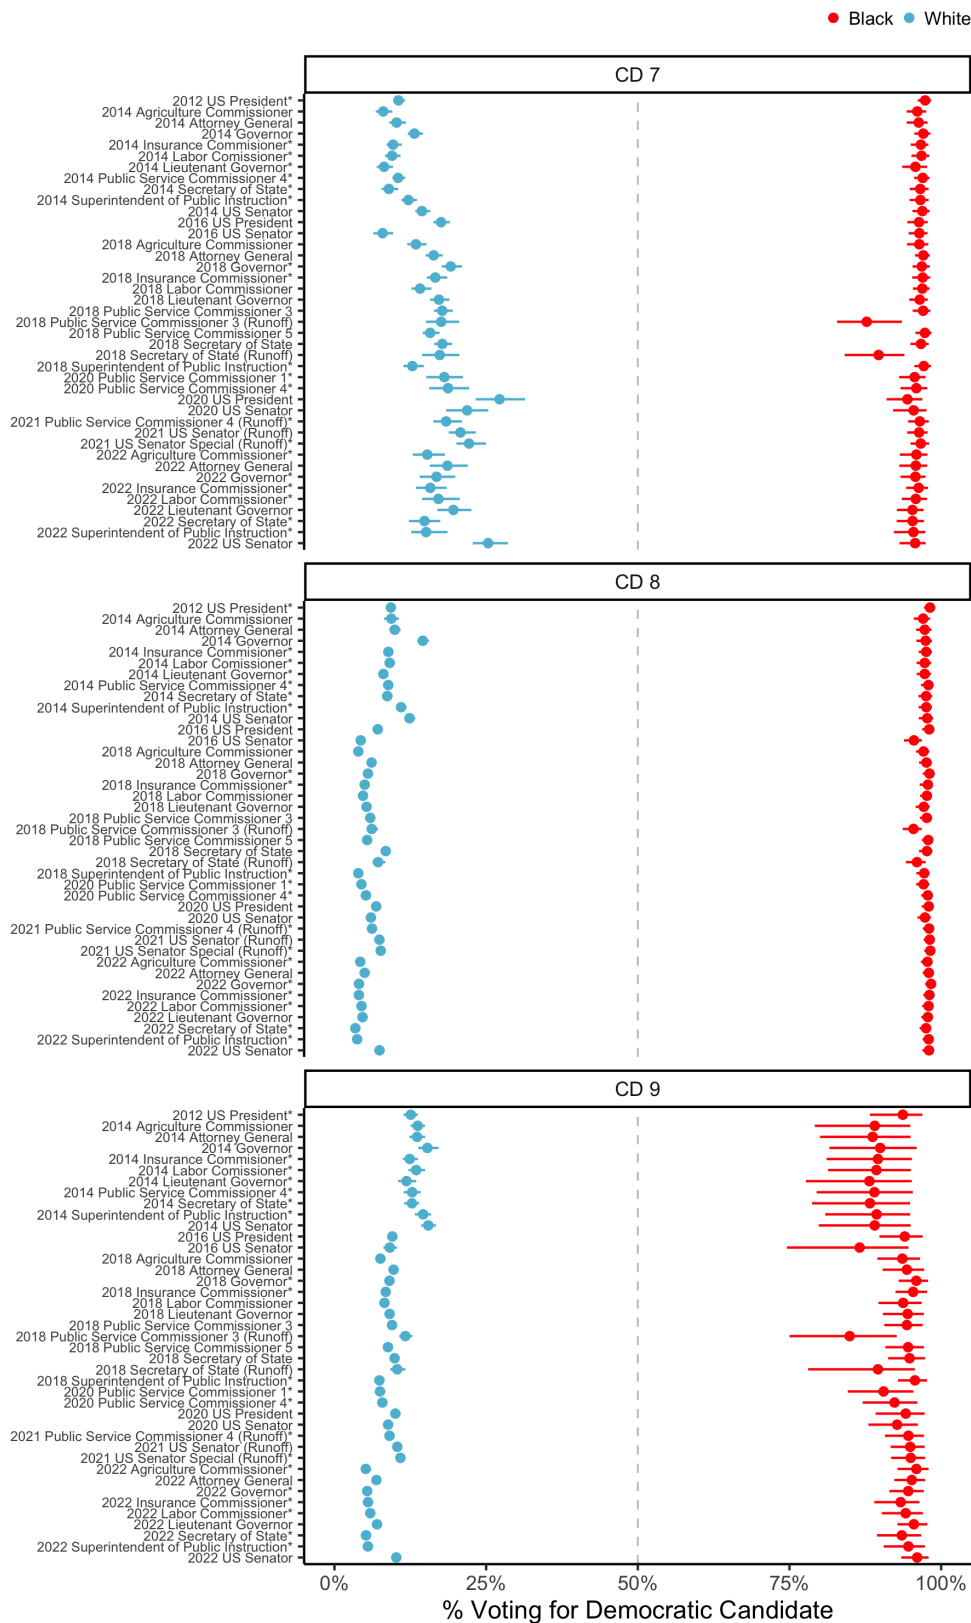 Black White
CD 7
2012 US President*
2014 Agriculture Commissioner
2014 Attorney General
2014 Governor
2014 Insurance Commisioner*
2014 Labor Comissioner*
2014 Lieutenant Governor*
2014 Public Service Commissioner 4*
2014 Secretary of State*
2014 Superintendent of Public Instruction*
2014 US Senator
2016 US President
2016 US Senator
2018 Agriculture Commissioner
2018 Attorney General
2018 Governor*
2018 Insurance Commissioner*
2018 Labor Commissioner
2018 Lieutenant Governor
2018 Public Service Commissioner 3
2018 Public Service Commissioner 3 (Runoff)
2018 Public Service Commissioner 5
2018 Secretary of State
2018 Secretary of State (Runoff)
2018 Superintendent of Public Instruction*
2020 Public Service Commissioner 1*
2020 Public Service Commissioner 4*
2020 US President
2020 US Senator
2021 Public Service Commissioner 4 (Runoff)*
2021 US Senator (Runoff)
2021 US Senator Special (Runoff)*
2022 Agriculture Commissioner*
2022 Attorney General
2022 Governor*
2022 Insurance Commissioner*
2022 Labor Commissioner*
2022 Lieutenant Governor
2022 Secretary of State*
2022 Superintendent of Public Instruction*
2022 US Senator
CD 8
2012 US President*
2014 Agriculture Commissioner
2014 Attorney General
2014 Governor
2014 Insurance Commisioner*
2014 Labor Comissioner*
2014 Lieutenant Governor*
2014 Public Service Commissioner 4*
2014 Secretary of State*
2014 Superintendent of Public Instruction*
2014 US Senator
2016 US President
2016 US Senator
2018 Agriculture Commissioner
2018 Attorney General
2018 Governor*
2018 Insurance Commissioner*
2018 Labor Commissioner
2018 Lieutenant Governor
2018 Public Service Commissioner 3
2018 Public Service Commissioner 3 (Runoff)
2018 Public Service Commissioner 5
2018 Secretary of State
2018 Secretary of State (Runoff)
2018 Superintendent of Public Instruction*
2020 Public Service Commissioner 1*
2020 Public Service Commissioner 4*
2020 US President
2020 US Senator
2021 Public Service Commissioner 4 (Runoff)*
2021 US Senator (Runoff)
2021 US Senator Special (Runoff)*
2022 Agriculture Commissioner*
2022 Attorney General
2022 Governor*
2022 Insurance Commissioner*
2022 Labor Commissioner*
2022 Lieutenant Governor
2022 Secretary of State*
2022 Superintendent of Public Instruction*
2022 US Senator
CD 9
2012 US President*
2014 Agriculture Commissioner
2014 Attorney General
2014 Governor
2014 Insurance Commisioner*
2014 Labor Comissioner*
2014 Lieutenant Governor*
2014 Public Service Commissioner 4*
2014 Secretary of State*
2014 Superintendent of Public Instruction*
2014 US Senator
2016 US President
2016 US Senator
2018 Agriculture Commissioner
2018 Attorney General
2018 Governor*
2018 Insurance Commissioner*
2018 Labor Commissioner
2018 Lieutenant Governor
2018 Public Service Commissioner 3
2018 Public Service Commissioner 3 (Runoff)
2018 Public Service Commissioner 5
2018 Secretary of State
2018 Secretary of State (Runoff)
2018 Superintendent of Public Instruction*
2020 Public Service Commissioner 1*
2020 Public Service Commissioner 4*
2020 US President
2020 US Senator
2021 Public Service Commissioner 4 (Runoff)*
2021 US Senator (Runoff)
2021 US Senator Special (Runoff)*
2022 Agriculture Commissioner*
2022 Attorney General
2022 Governor*
2022 Insurance Commissioner*
2022 Labor Commissioner*
2022 Lieutenant Governor
2022 Secretary of State*
2022 Superintendent of Public Instruction*
2022 US Senator
0% 25% 50% 75% 100%
% Voting for Democratic Candidate